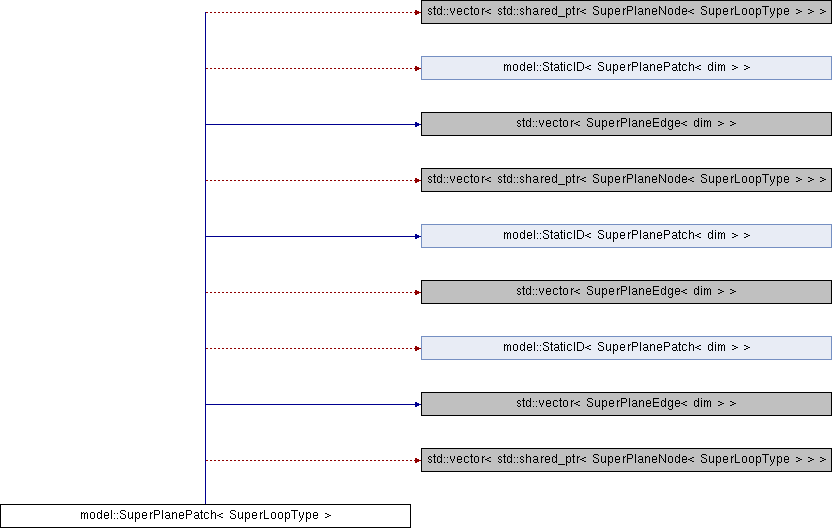 std::vector< std::shared_ptr< SuperPlaneNode< SuperLoopType > > >
model::StaticID< SuperPlanePatch< dim > >
std::vector< SuperPlaneEdge< dim > >
std::vector< std::shared_ptr< SuperPlaneNode< SuperLoopType > > >
model::StaticID< SuperPlanePatch< dim > >
std::vector< SuperPlaneEdge< dim > >
model::StaticID< SuperPlanePatch< dim > >
std::vector< SuperPlaneEdge< dim > >
std::vector< std::shared_ptr< SuperPlaneNode< SuperLoopType > > >
model::SuperPlanePatch< SuperLoopType >